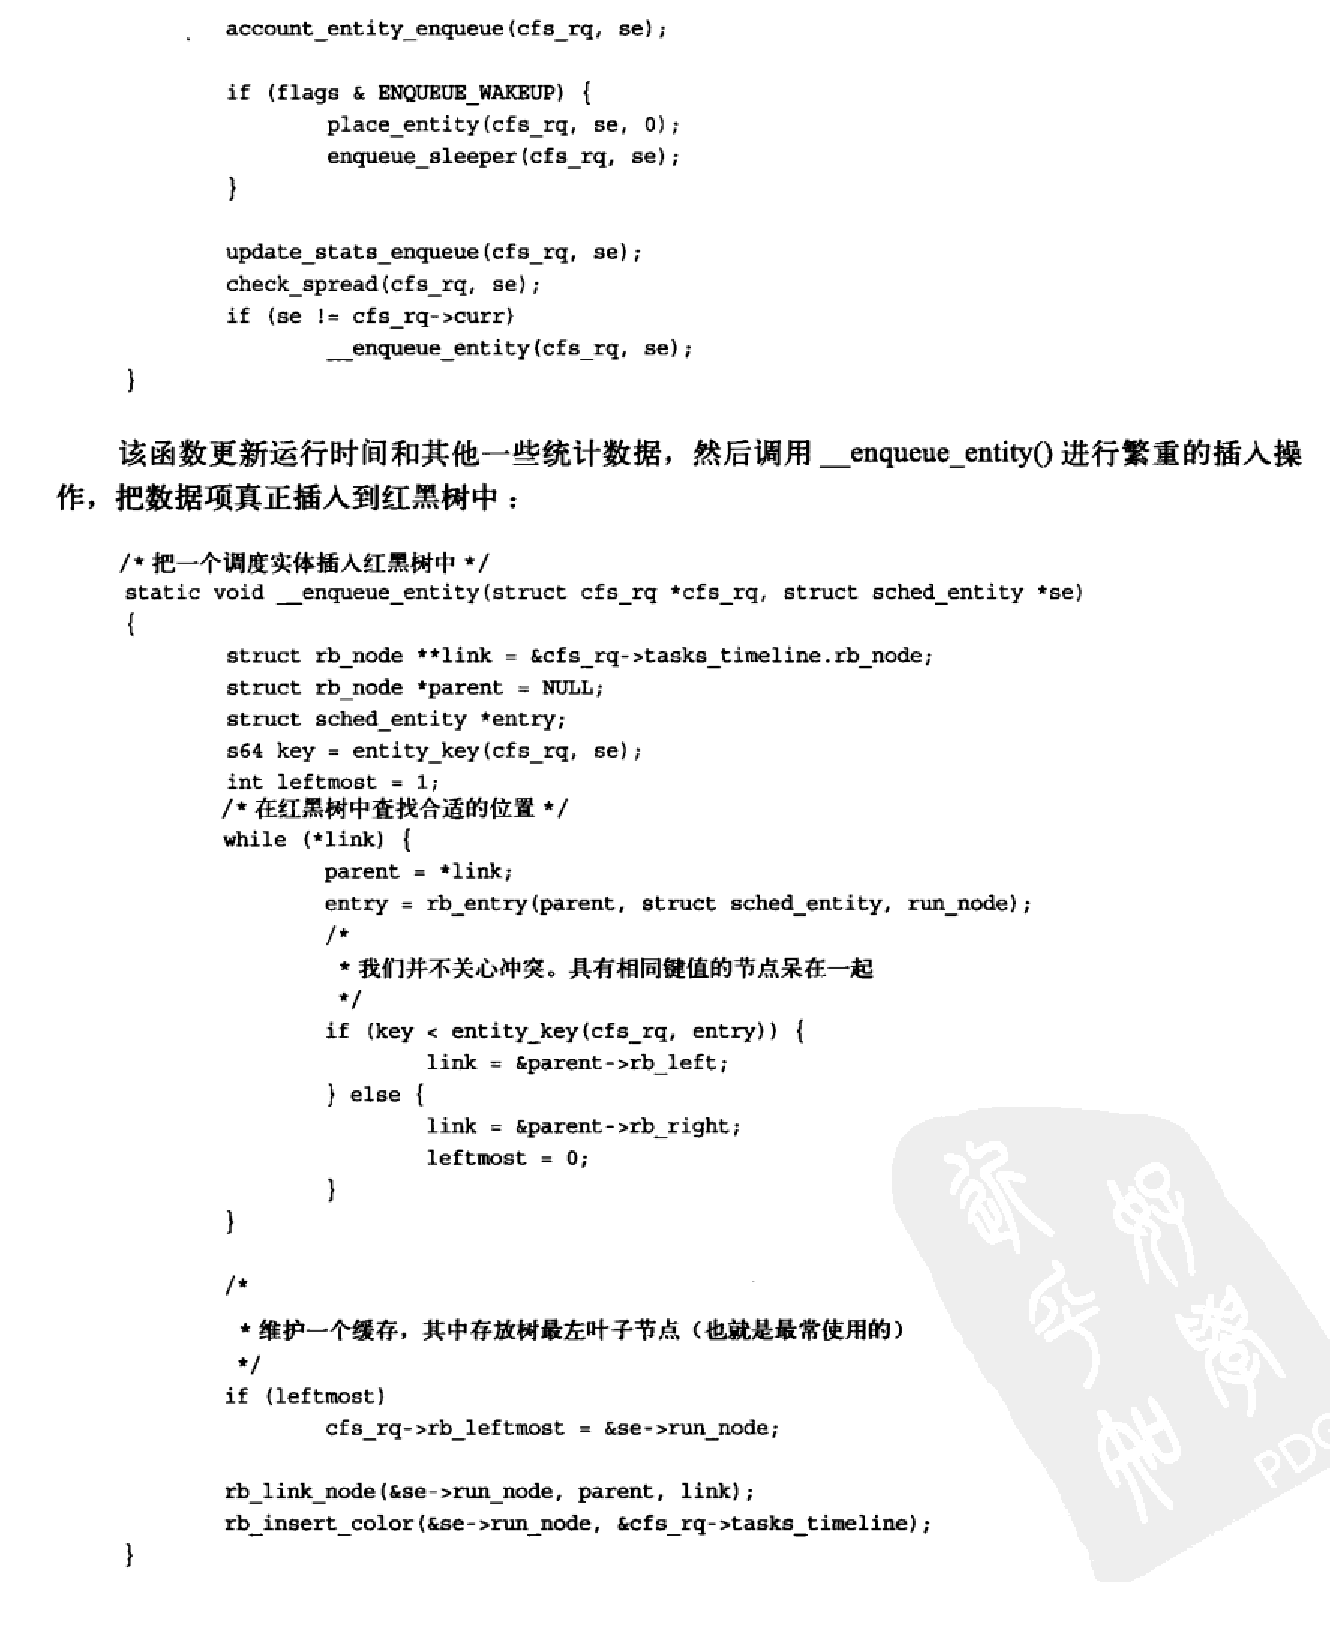 account_entity_enqueue(cfs_rq, se);
if (flags & ENQUEUE_WAKEUP) {
place_entity(cfs_rq, se, 0);
enqueue_sleeper(cfs_rq, se);
}
update_stats_enqueue(cfs_rq, se);
check_spread(cfs_rq, se);
if (se != cfs_rq->curr)
__enqueue_entity(cfs_rq, se);
}
该函数更新运行时间和其他一些统计数据，然后调用 __enqueue_entity() 进行繁重的插入操
作，把数据项真正插入到红黑树中：
/* 把一个调度实体插入红黑树中 */
static void __enqueue_entity(struct cfs_rq *cfs_rq, struct sched_entity *se)
{
struct rb_node **link = &cfs_rq->tasks_timeline.rb_node;
struct rb_node *parent = NULL;
struct sched_entity *entry;
s64 key = entity_key(cfs_rq, se);
int leftmost = 1;
/* 在红黑树中查找合适的位置 */
while (*link) {
parent = *link;
entry = rb_entry(parent, struct sched_entity, run_node);
/*
* 我们并不关心冲突。具有相同键值的节点呆在一起
*/
if (key < entity_key(cfs_rq, entry)) {
link = &parent->rb_left;
} else {
link = &parent->rb_right;
leftmost = 0;
}
}
/*
* 维护一个缓存，其中存放树最左叶子节点（也就是最常使用的）
*/
if (leftmost)
cfs_rq->rb_leftmost = &se->run_node;
rb_link_node(&se->run_node, parent, link);
rb_insert_color(&se->run_node, &cfs_rq->tasks_timeline);
}